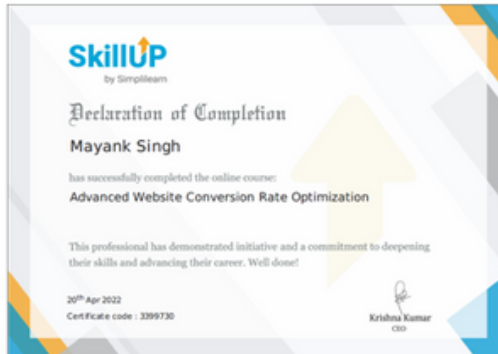 SkillUP
by Simplilearn
Declaration of Completion
Mayank Singh
has successfully completed the online course:
Advanced Website Conversion Rate Optimization
This professional has demonstrated initiative and a commitment to deepening
their skills and advancing their career. Well done!
20th Apr 2022
Certificate code : 3399730
Krishna Kumar
CEO